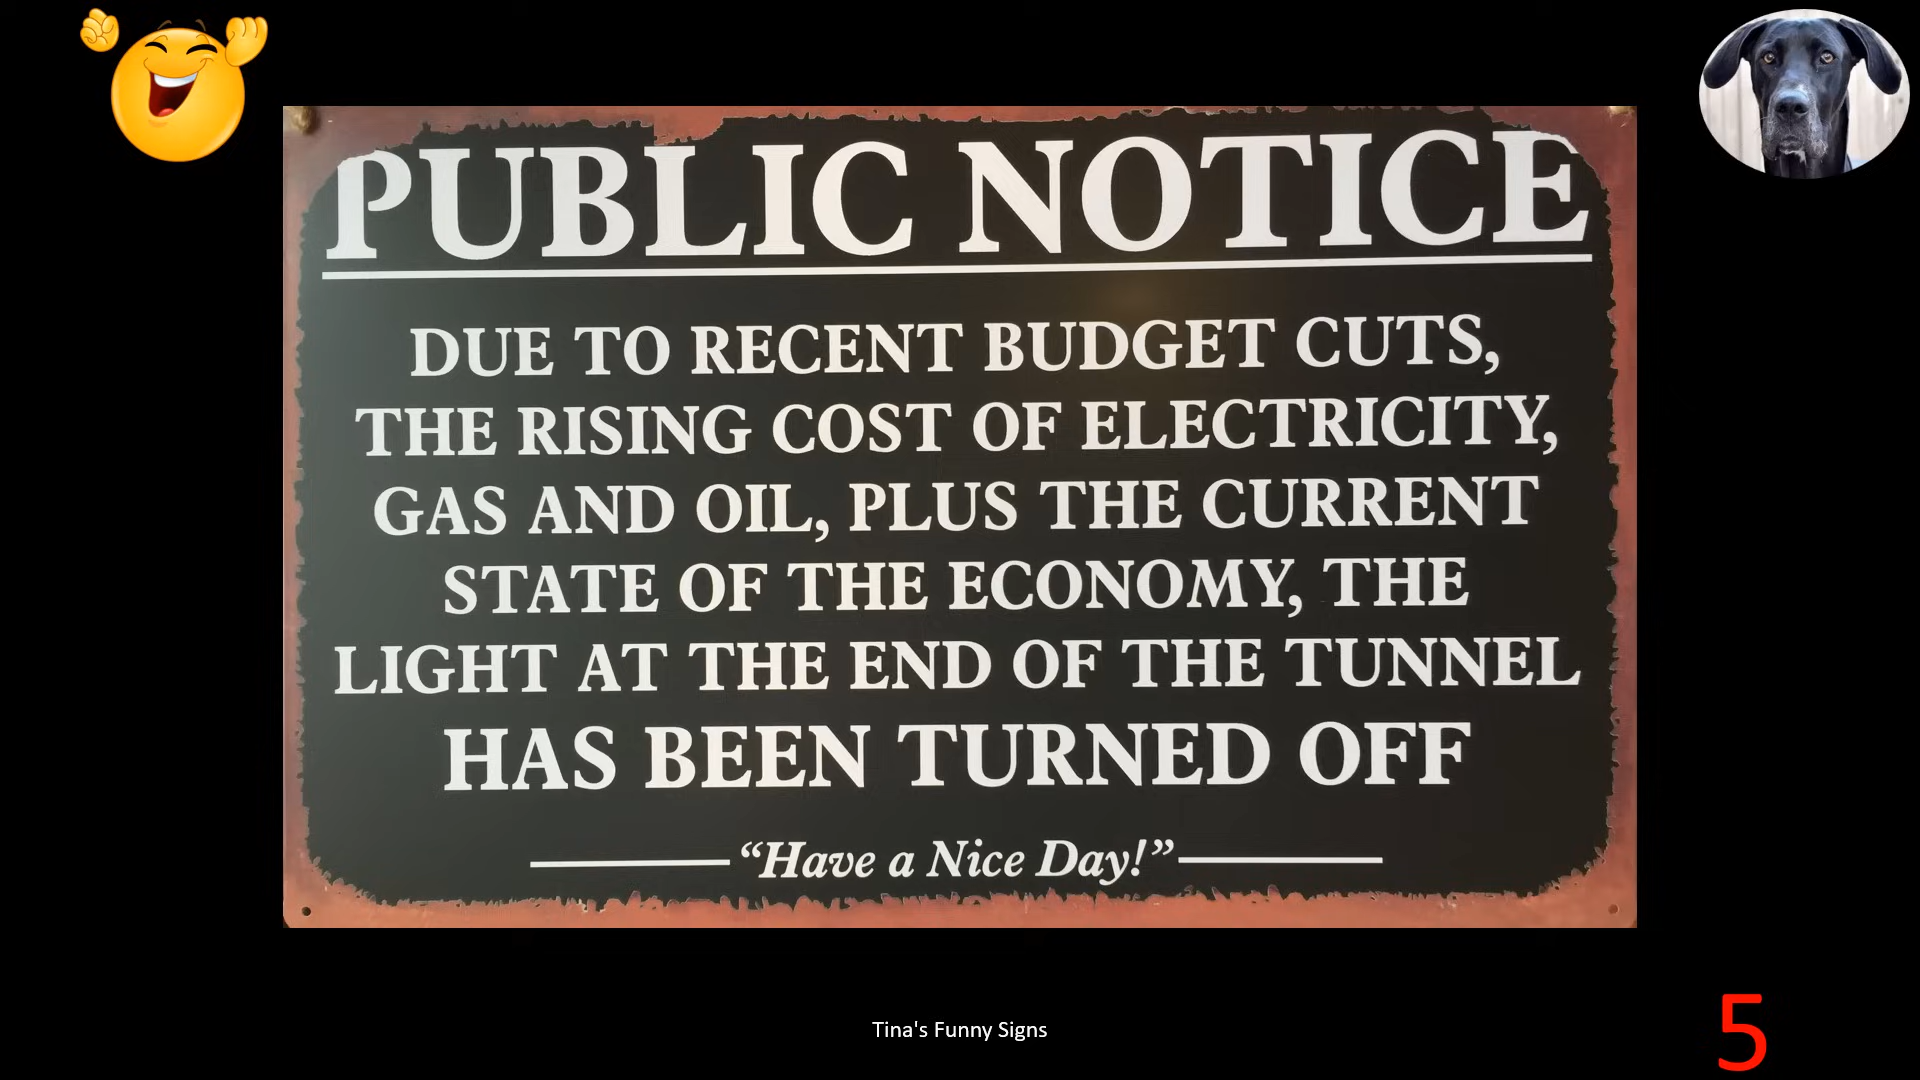 PUBLIC NOTICE
DUE TO RECENT BUDGET CUTS,
THE RISING COST OF ELECTRICITY,
GAS AND OIL, PLUS THE CURRENT
STATE OF THE ECONOMY, THE
LIGHT AT THE END OF THE TUNNEL
HAS BEEN TURNED OFF
“Have a Nice Day!”
Tina's Funny Signs
5